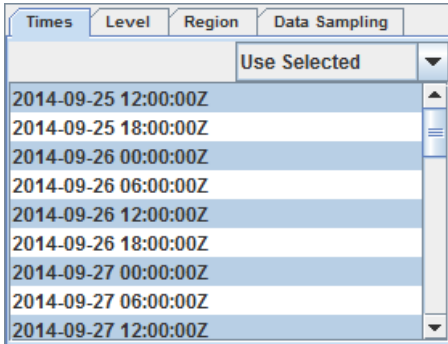 Times Level Region Data Sampling
Use Selected
2014-09-25 12:00:00Z
2014-09-25 18:00:00Z
2014-09-26 00:00:00Z
2014-09-26 06:00:00Z
2014-09-26 12:00:00Z
2014-09-26 18:00:00Z
2014-09-27 00:00:00Z
2014-09-27 06:00:00Z
2014-09-27 12:00:00Z